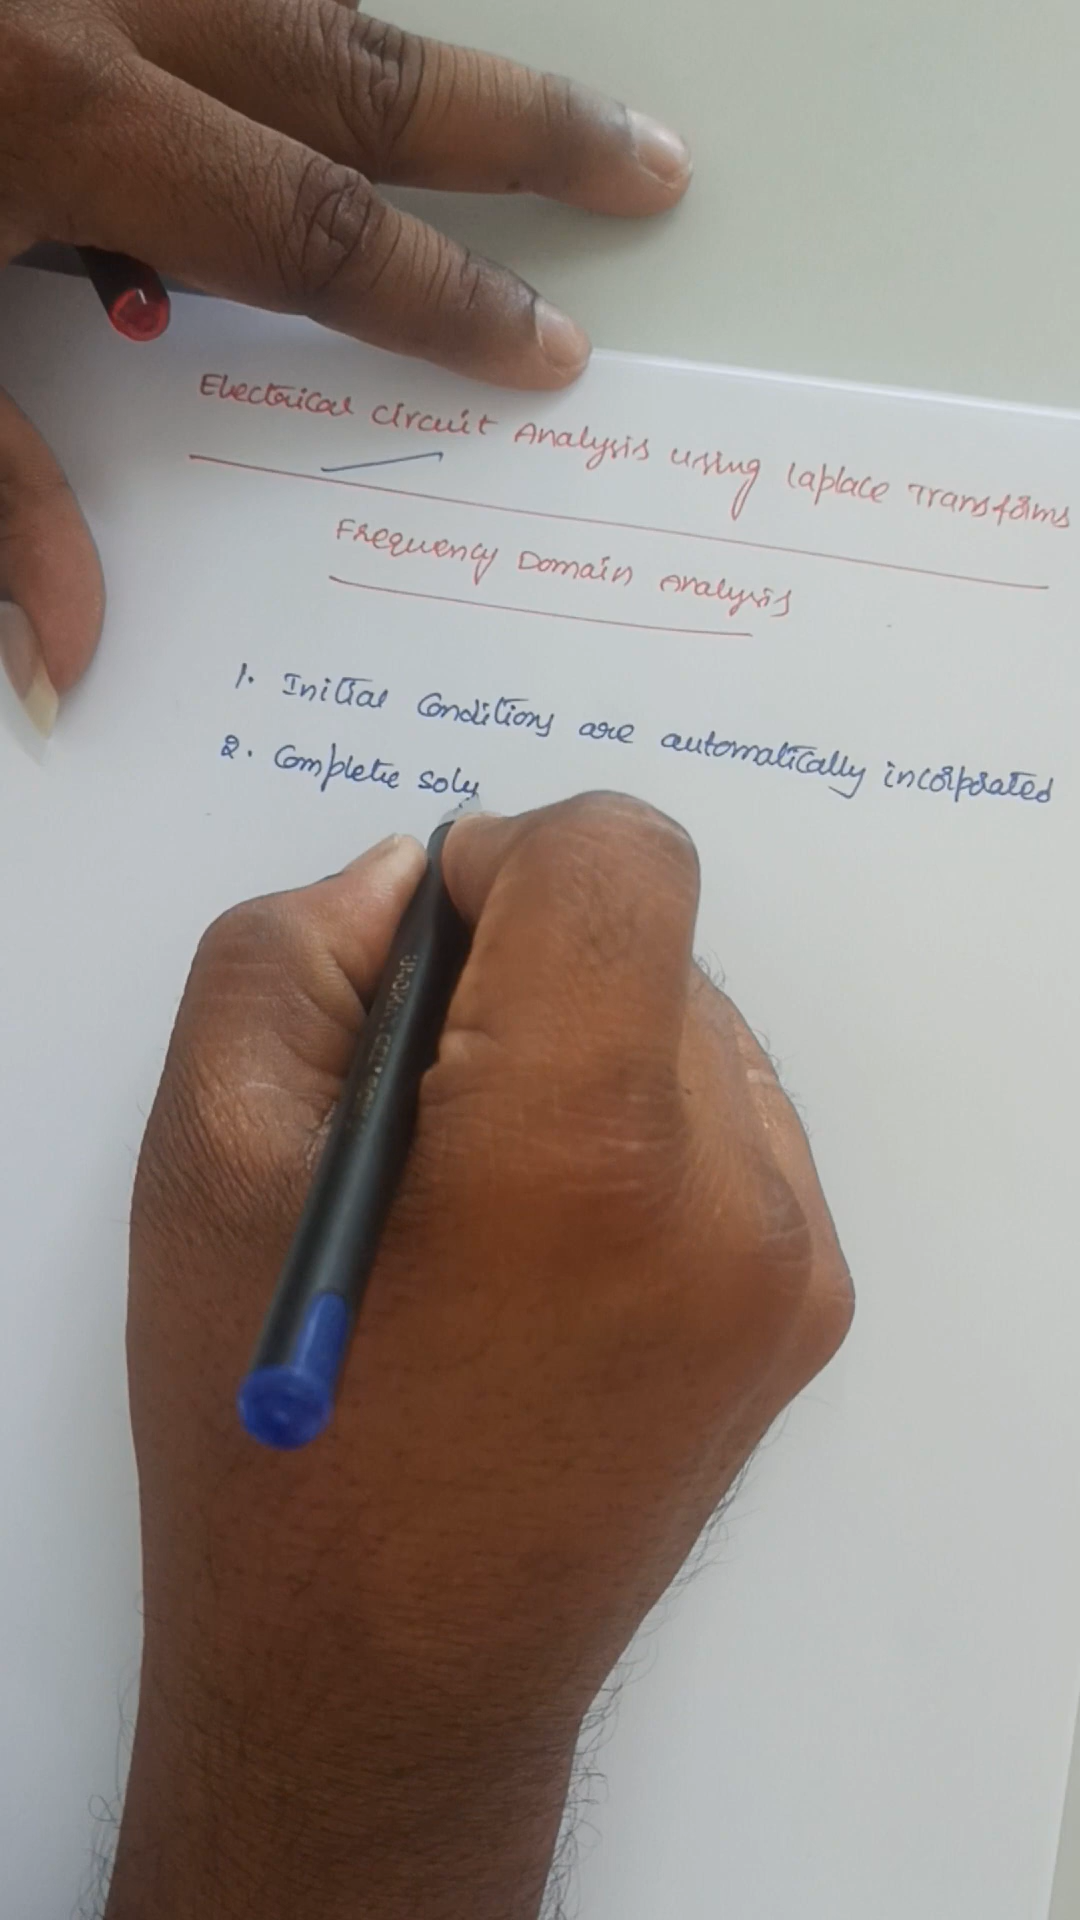 Electrical circuit Analysis using Laplace Transforms
Frequency Domain Analysis
1. Initial Conditions are automatically incorporated
2. Complete solu